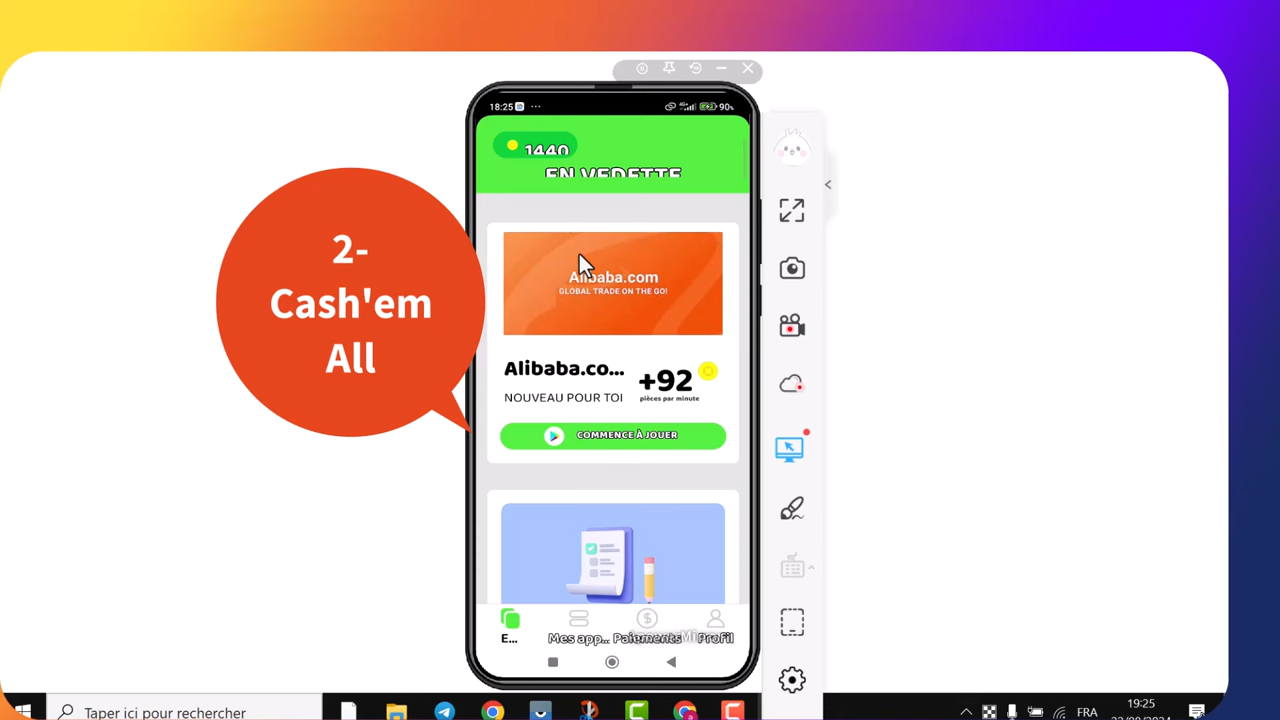 2-
Cash'em
All
18:25
90%
1440
EN VEDETTE
Alibaba.com
GLOBAL TRADE ON THE GO!
Alibaba.co...
NOUVEAU POUR TOI
+92
pièces par minute
COMMENCE À JOUER
E...
Mes app...
Paiements
Profil
Taper ici pour rechercher
FRA
19:25